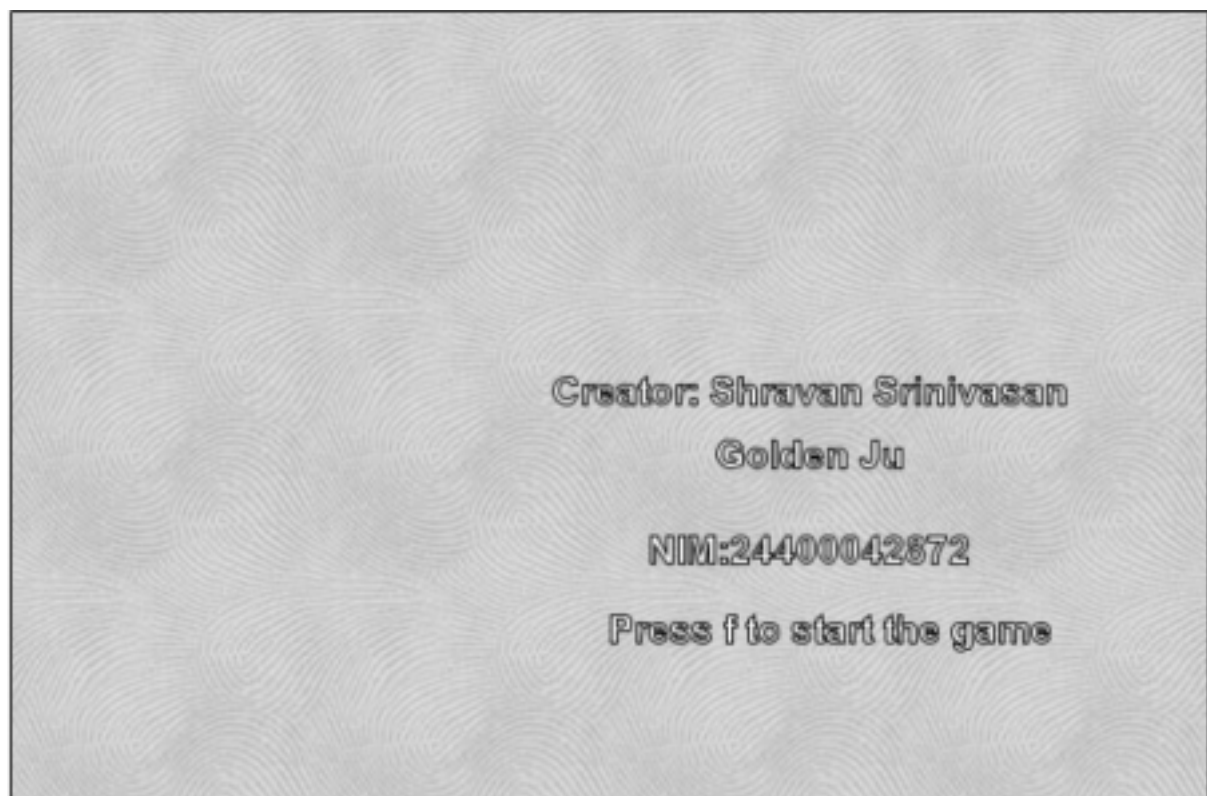 Creator: Shravan Srinivasan
Golden Ju
NIM:24400042872
Press f to start the game